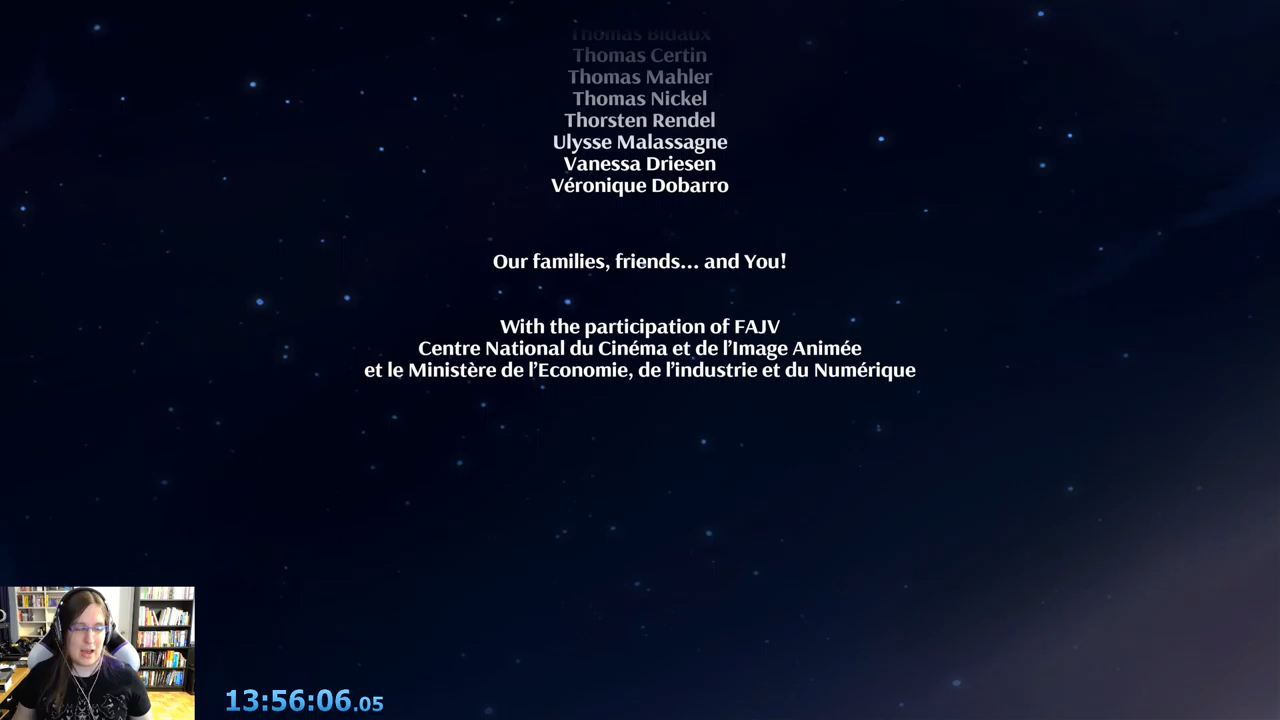 Thomas Bidaux
Thomas Certin
Thomas Mahler
Thomas Nickel
Thorsten Rendel
Ulysse Malassagne
Vanessa Driesen
Véronique Dobarro
Our families, friends... and You!
With the participation of FAJV
Centre National du Cinéma et de l'Image Animée
et le Ministère de l'Economie, de l'industrie et du Numérique
13:56:06.05